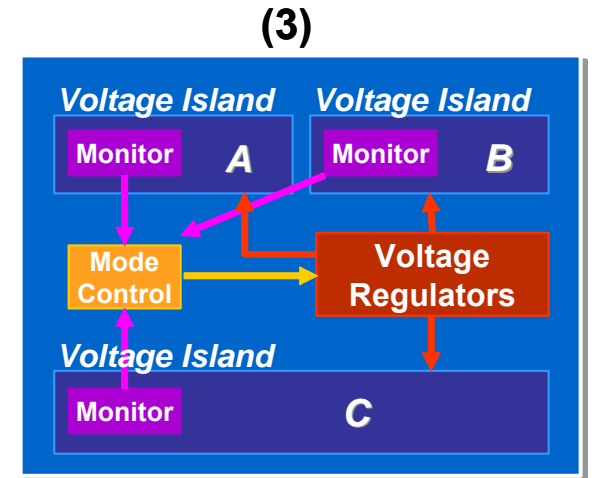 (3)
Voltage Island
Voltage Island
Monitor
A
Monitor
B
Mode
Control
Voltage
Regulators
Voltage Island
Monitor
C